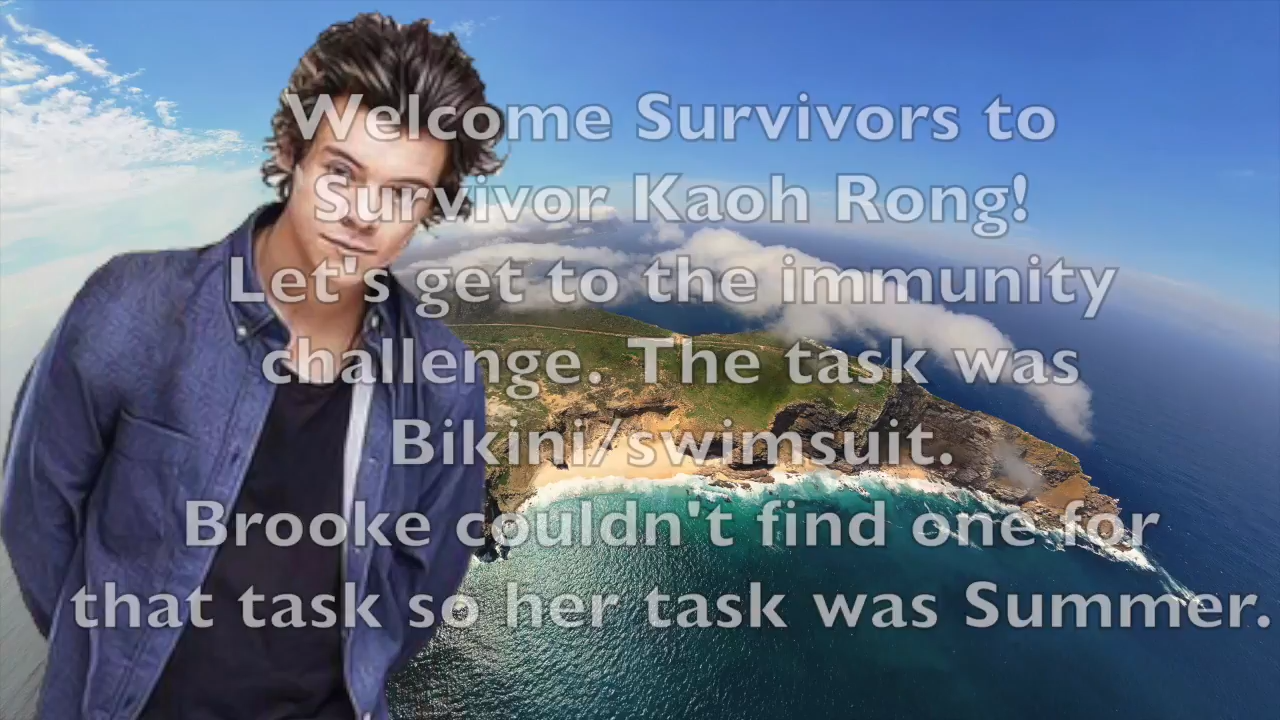 Welcome Survivors to
Survivor Kaoh Rong!
Let's get to the immunity
challenge. The task was
Bikini/swimsuit.
Brooke couldn't find one for
that task so her task was Summer.